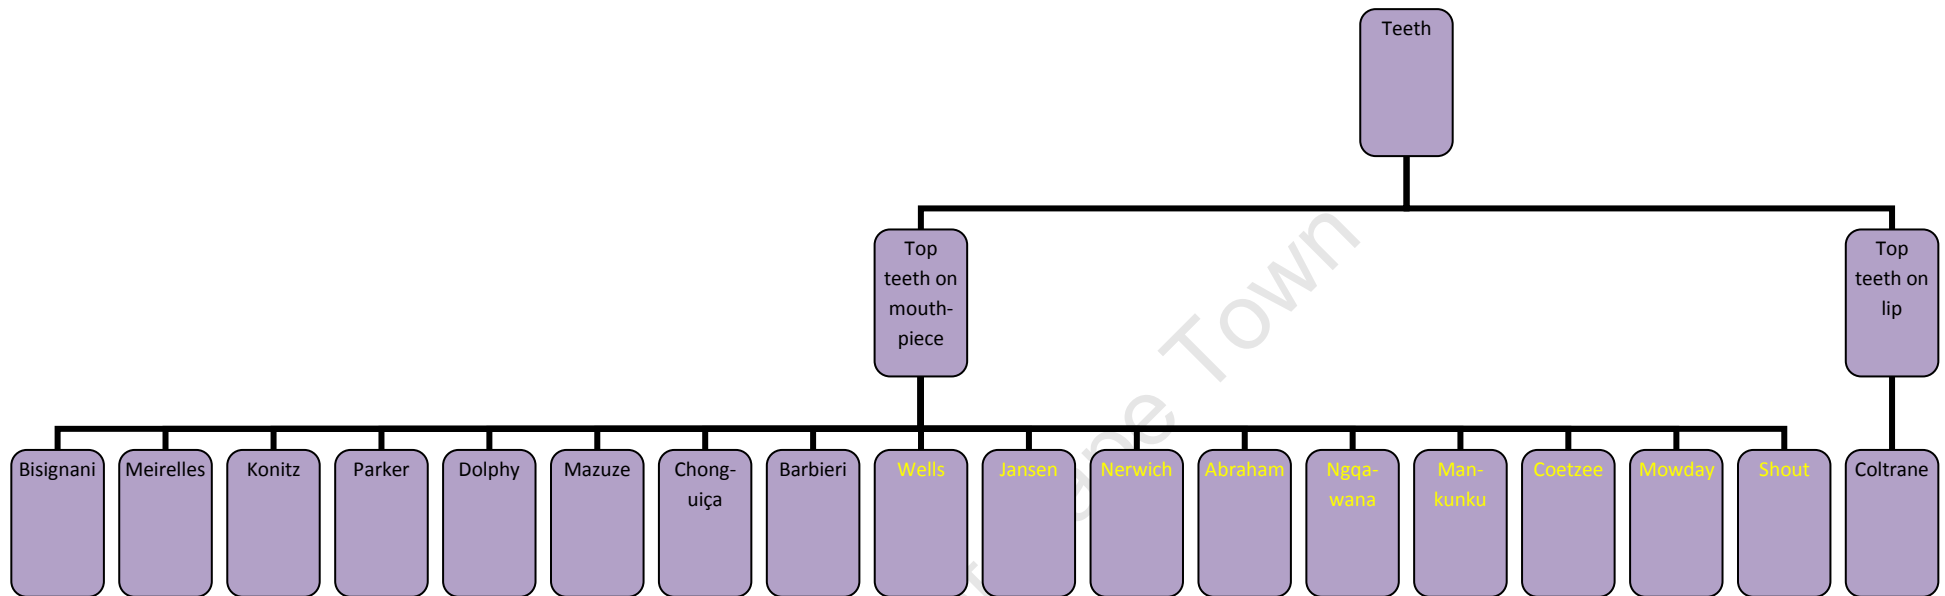 Teeth
Top
teeth on
mouth-
piece
Top
teeth on
lip
Bisignani
Meirelles
Konitz
Parker
Dolphy
Mazuze
Chong-
uiça
Barbieri
Wells
Jansen
Nerwich
Abraham
Ngqa-
wana
Man-
kunku
Coetzee
Mowday
Shout
Coltrane
Town